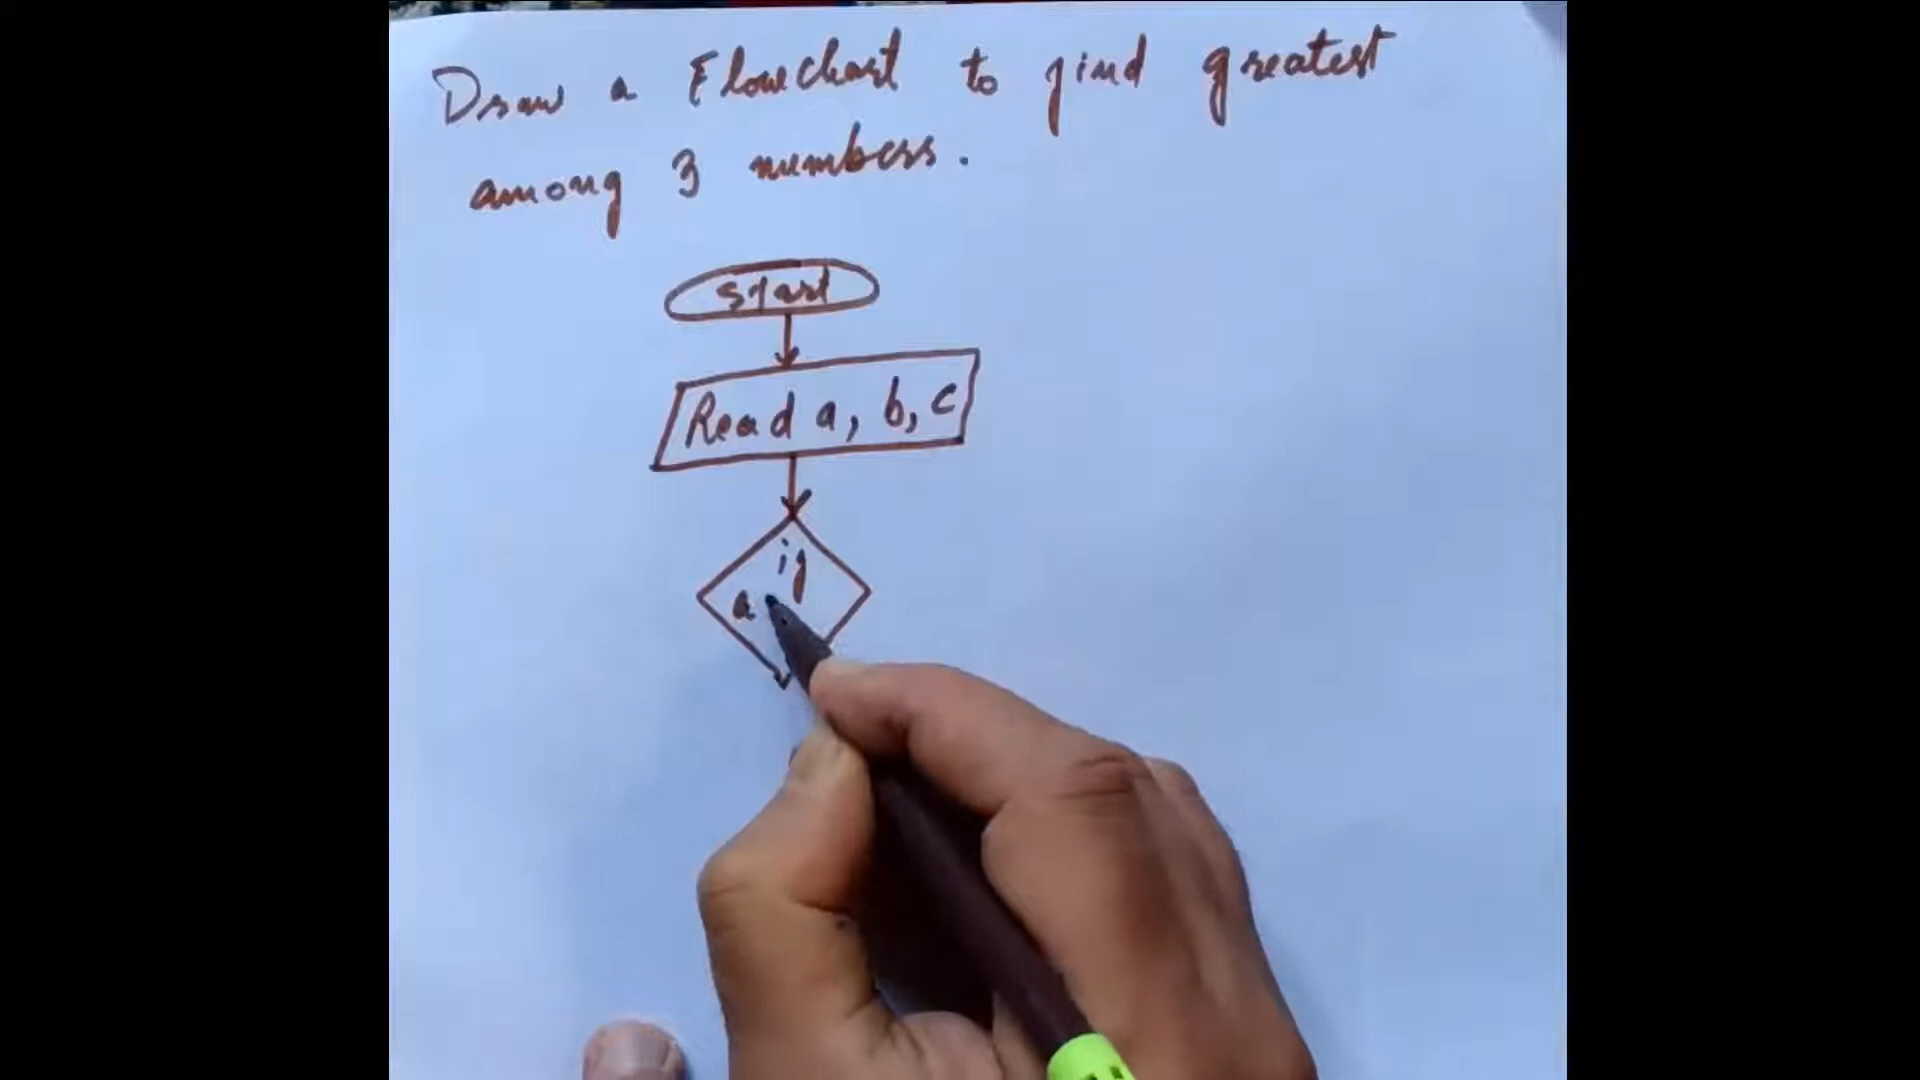 Draw a Flowchart to find greatest
among 3 numbers.
Start
Read a, b, c
if
a